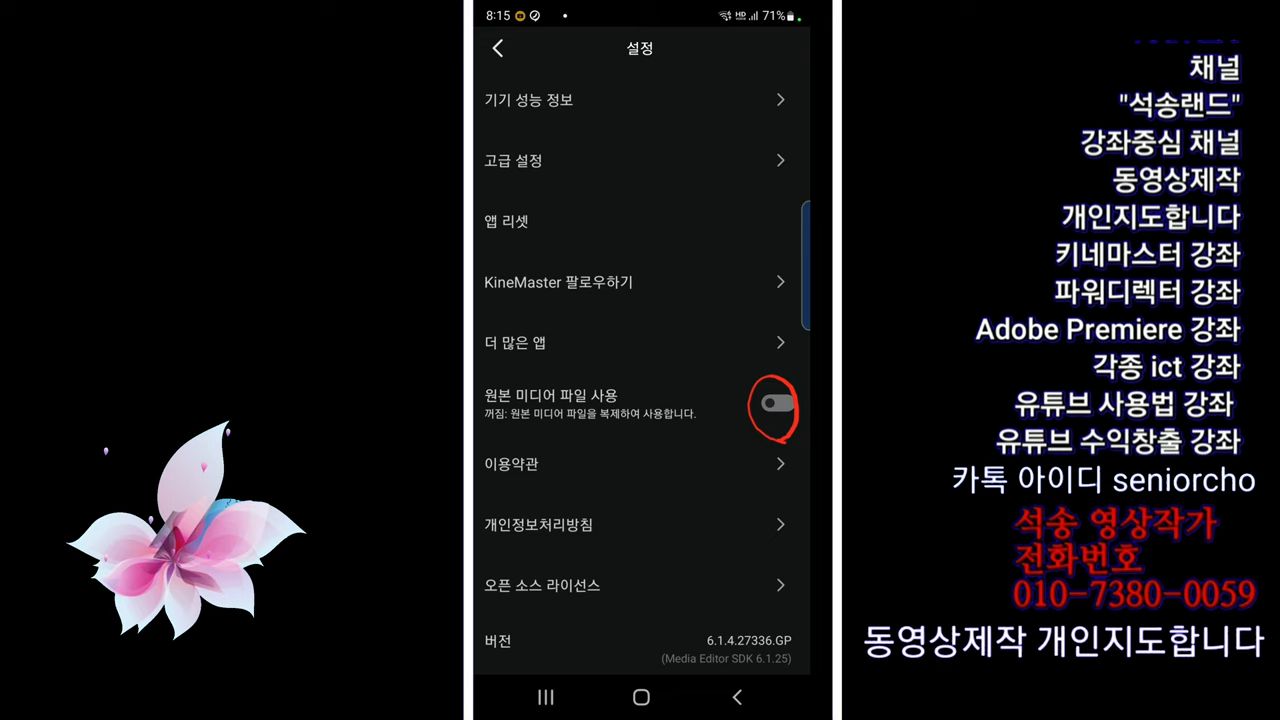 8:15
HD
71%
설정
기기 성능 정보
고급 설정
앱 리셋
KineMaster 팔로우하기
더 많은 앱
원본 미디어 파일 사용
꺼짐: 원본 미디어 파일을 복제하여 사용합니다.
이용약관
개인정보처리방침
오픈 소스 라이선스
버전
6.1.4.27336.GP
(Media Editor SDK 6.1.25)
채널
"석송랜드"
강좌중심 채널
동영상제작
개인지도합니다
키네마스터 강좌
파워디렉터 강좌
Adobe Premiere 강좌
각종 ict 강좌
유튜브 사용법 강좌
유튜브 수익창출 강좌
카톡 아이디 seniorcho
석송 영상작가
전화번호
010-7380-0059
동영상제작 개인지도합니다